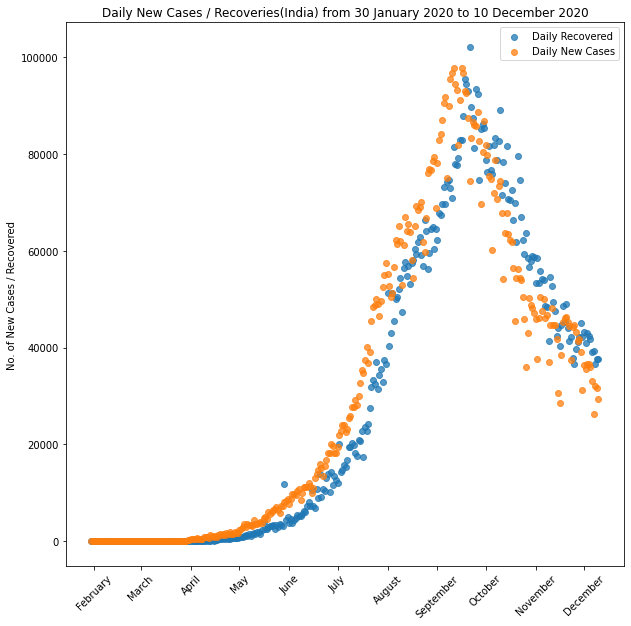 Daily New Cases / Recoveries(India) from 30 January 2020 to 10 December 2020
Daily Recovered
Daily New Cases
No. of New Cases / Recovered
100000
80000
60000
40000
20000
0
February
March
April
May
June
July
August
September
October
November
December